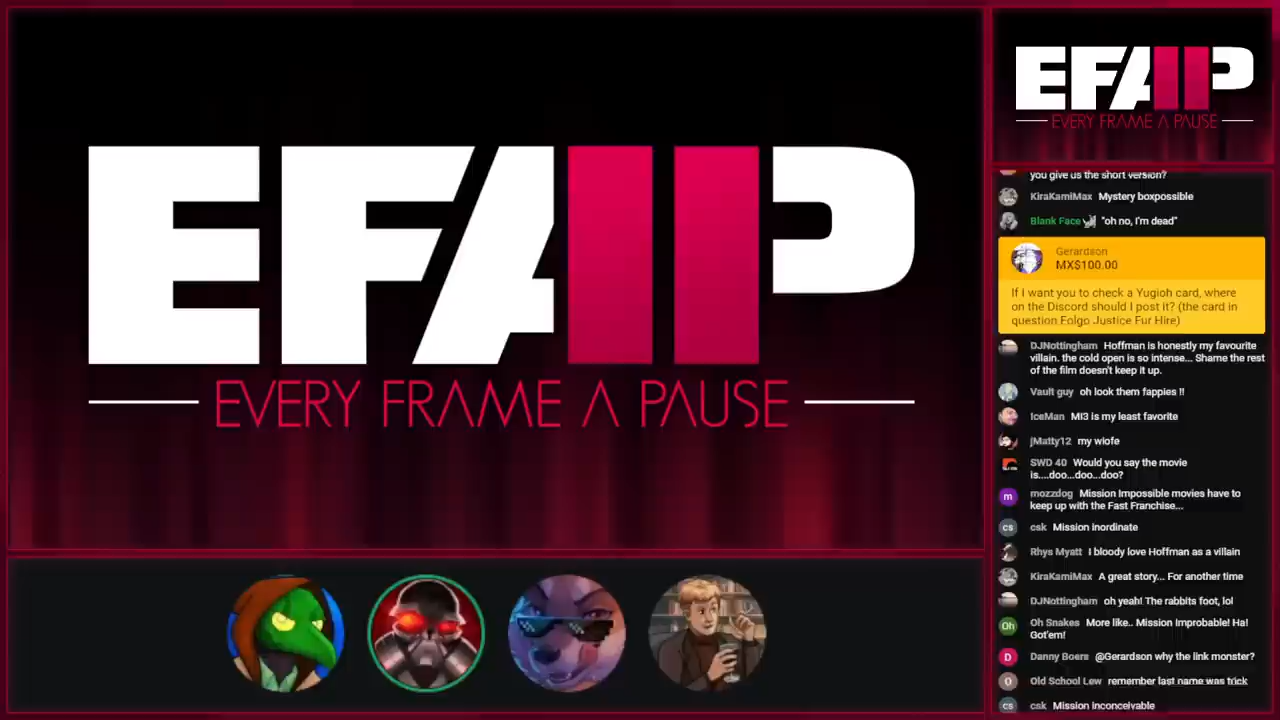 EFAP
EVERY FRAME A PAUSE
EFAP
EVERY FRAME A PAUSE
you give us the short version?
KiraKamiMax Mystery boxpossible
Blank Face "oh no, I'm dead"
Gerardson
MX$100.00
If I want you to check a Yugioh card, where
on the Discord should I post it? (the card in
question Folgo Justice Fur Hire)
DJNottingham Hoffman is honestly my favourite
villain. the cold open is so intense... Shame the rest
of the film doesn't keep it up.
Vault guy oh look them fappies !!
IceMan MI3 is my least favorite
jMatty12 my wiofe
SWD 40 Would you say the movie
is....doo...doo...doo?
m
mozzdog Mission Impossible movies have to
keep up with the Fast Franchise...
cs
csk Mission inordinate
Rhys Myatt I bloody love Hoffman as a villain
KiraKamiMax A great story... For another time
DJNottingham oh yeah! The rabbits foot, lol
Oh
Oh Snakes More like.. Mission Improbable! Ha!
Got'em!
D
Danny Boers @Gerardson why the link monster?
O
Old School Lew remember last name was trick
cs
csk Mission inconceivable